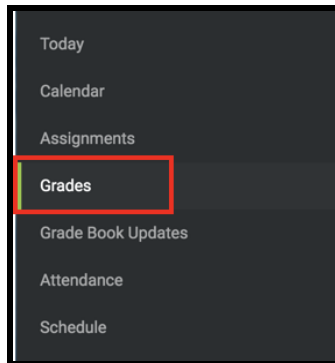 Today
Calendar
Assignments
Grades
Grade Book Updates
Attendance
Schedule